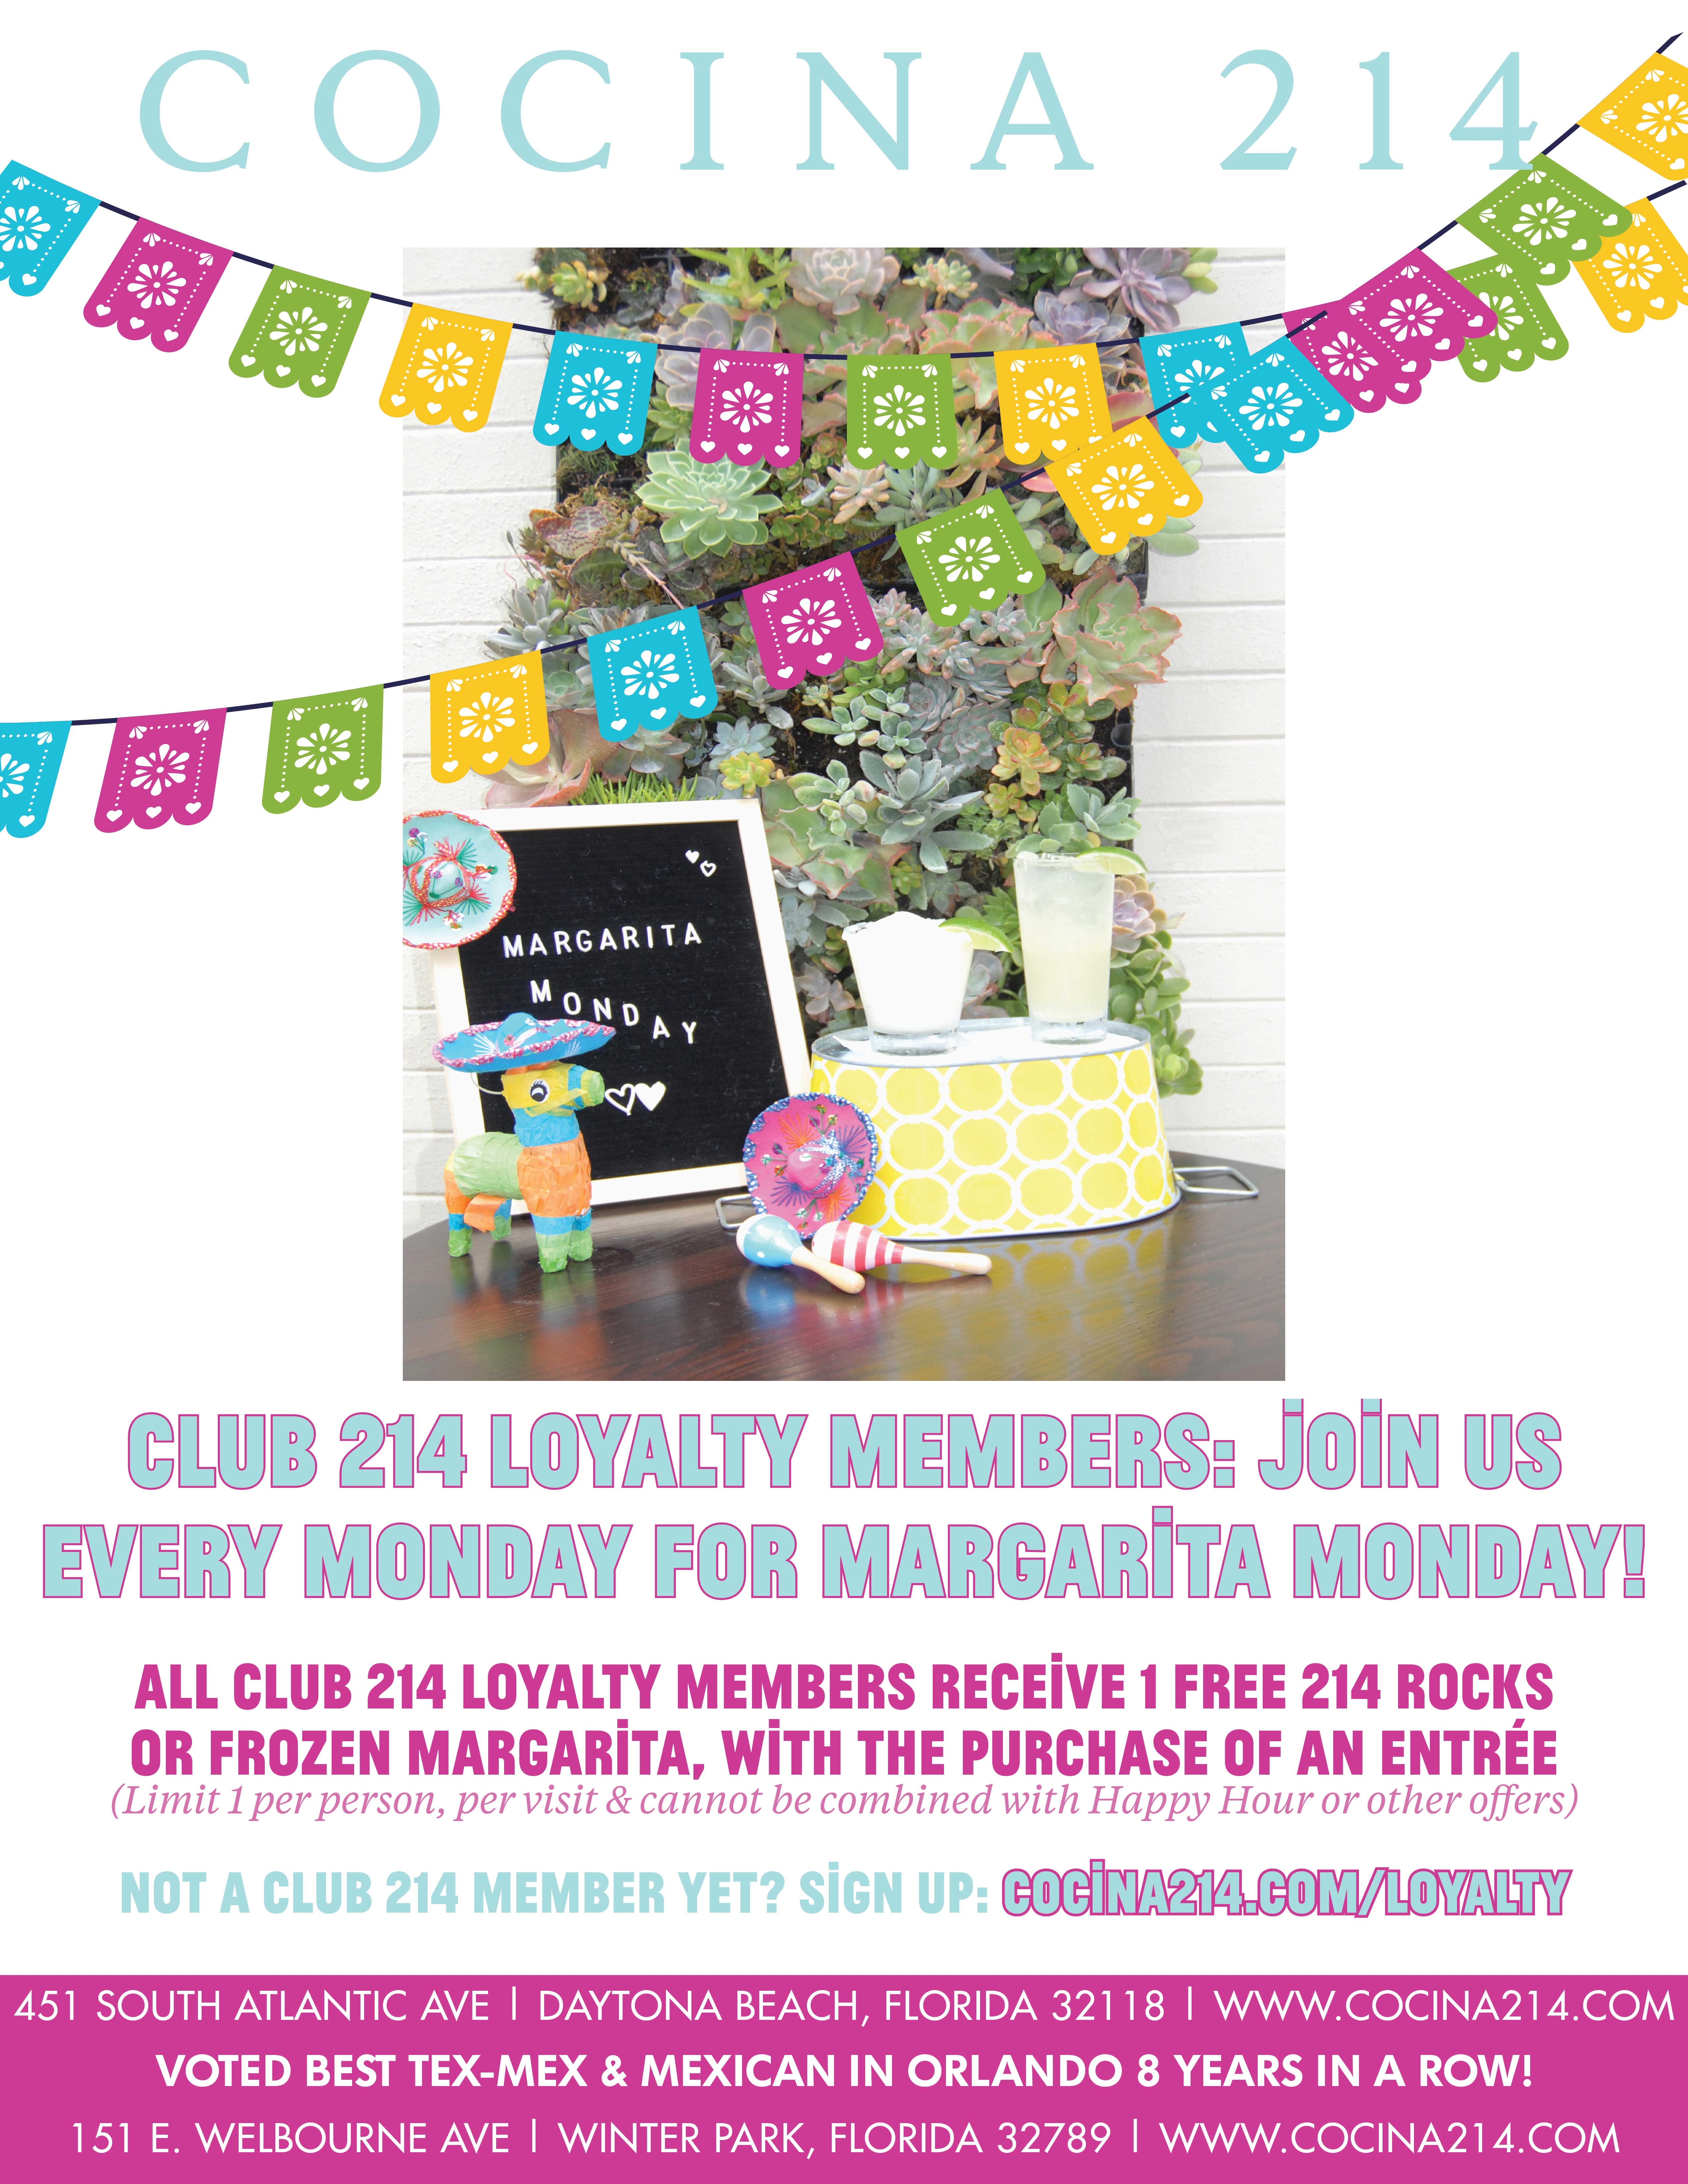 COCINA 214
MARGARITA
MONDAY
CLUB 214 LOYALTY MEMBERS: JOIN US
EVERY MONDAY FOR MARGARITA MONDAY!
ALL CLUB 214 LOYALTY MEMBERS RECEIVE 1 FREE 214 ROCKS
OR FROZEN MARGARITA, WITH THE PURCHASE OF AN ENTRÉE
(Limit 1 per person, per visit & cannot be combined with Happy Hour or other offers)
NOT A CLUB 214 MEMBER YET? SIGN UP: COCINA214.COM/LOYALTY
451 SOUTH ATLANTIC AVE | DAYTONA BEACH, FLORIDA 32118 | WWW.COCINA214.COM
VOTED BEST TEX-MEX & MEXICAN IN ORLANDO 8 YEARS IN A ROW!
151 E. WELBOURNE AVE | WINTER PARK, FLORIDA 32789 | WWW.COCINA214.COM